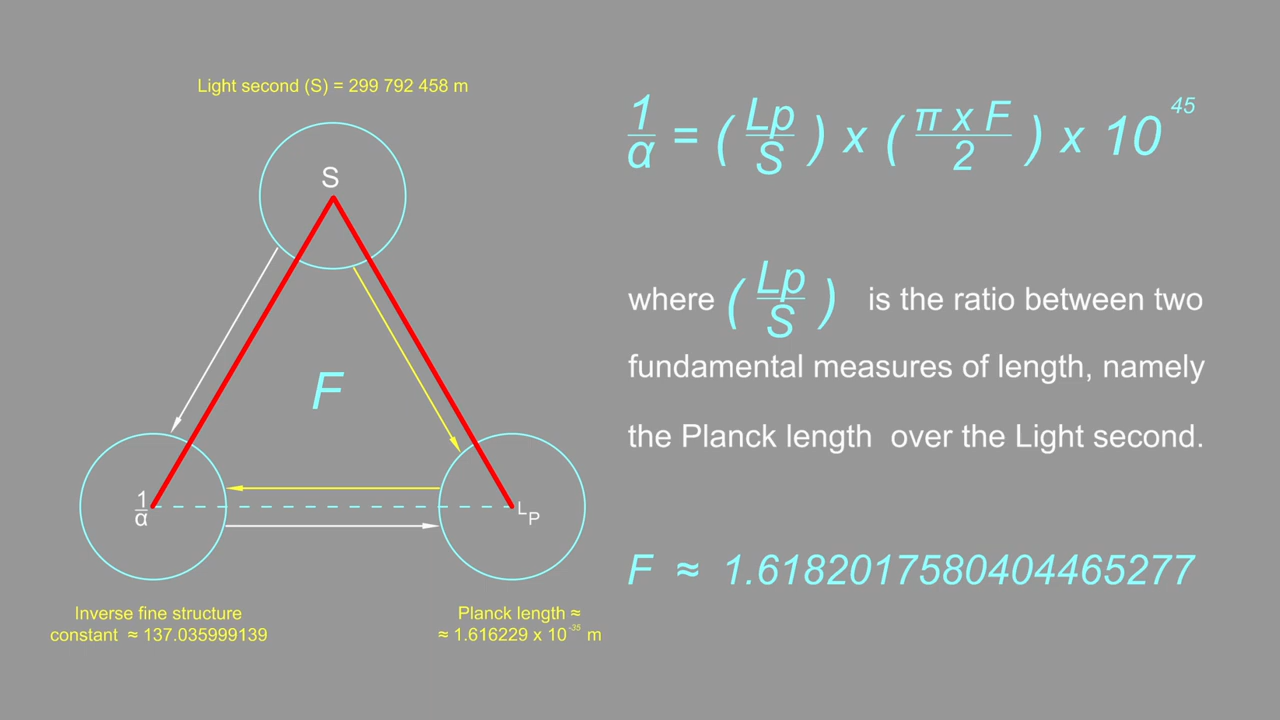 Light second (S) = 299 792 458 m
S
F
1/α
LP
Inverse fine structure
constant ≈ 137.035999139
Planck length ≈
≈ 1.616229 x 10⁻³⁵ m
1/α = ( Lp/S ) x ( π x F/2 ) x 10⁴⁵
where ( Lp/S ) is the ratio between two
fundamental measures of length, namely
the Planck length over the Light second.
F ≈ 1.6182017580404465277